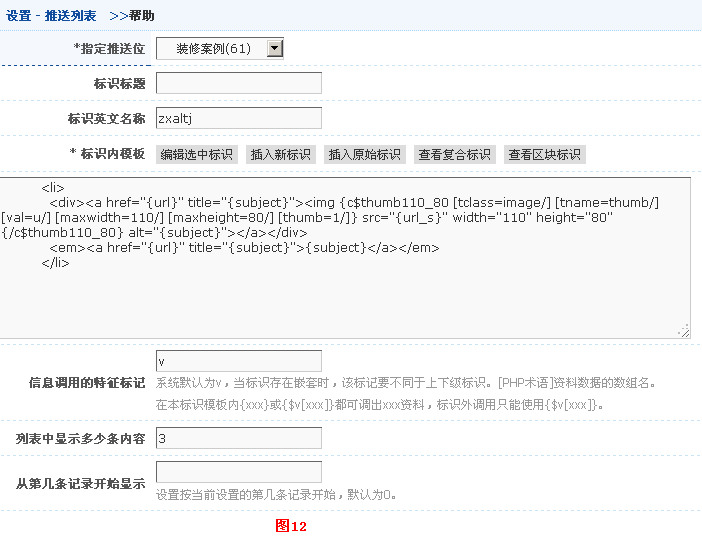 设置 - 推送列表 >>帮助
*指定推送位 装修案例(61)
标识标题
标识英文名称 zxaltj
* 标识内模板 编辑选中标识 插入新标识 插入原始标识 查看复合标识 查看区块标识
<li>
<div><a href="{url}" title="{subject}"><img {c$thumb110_80 [tclass=image/] [tname=thumb/]
[val=u/] [maxwidth=110/] [maxheight=80/] [thumb=1/]} src="{url_s}" width="110" height="80"
{/c$thumb110_80} alt="{subject}"></a></div>
<em><a href="{url}" title="{subject}">{subject}</a></em>
</li>
信息调用的特征标记 v
系统默认为v，当标识存在嵌套时，该标记要不同于上下级标识。[PHP术语]资料数据的数组名。
在本标识模板内{xxx}或{$v[xxx]}都可调出xxx资料，标识外调用只能使用{$v[xxx]}。
列表中显示多少条内容 3
从第几条记录开始显示
设置按当前设置的第几条记录开始，默认为0。
图12